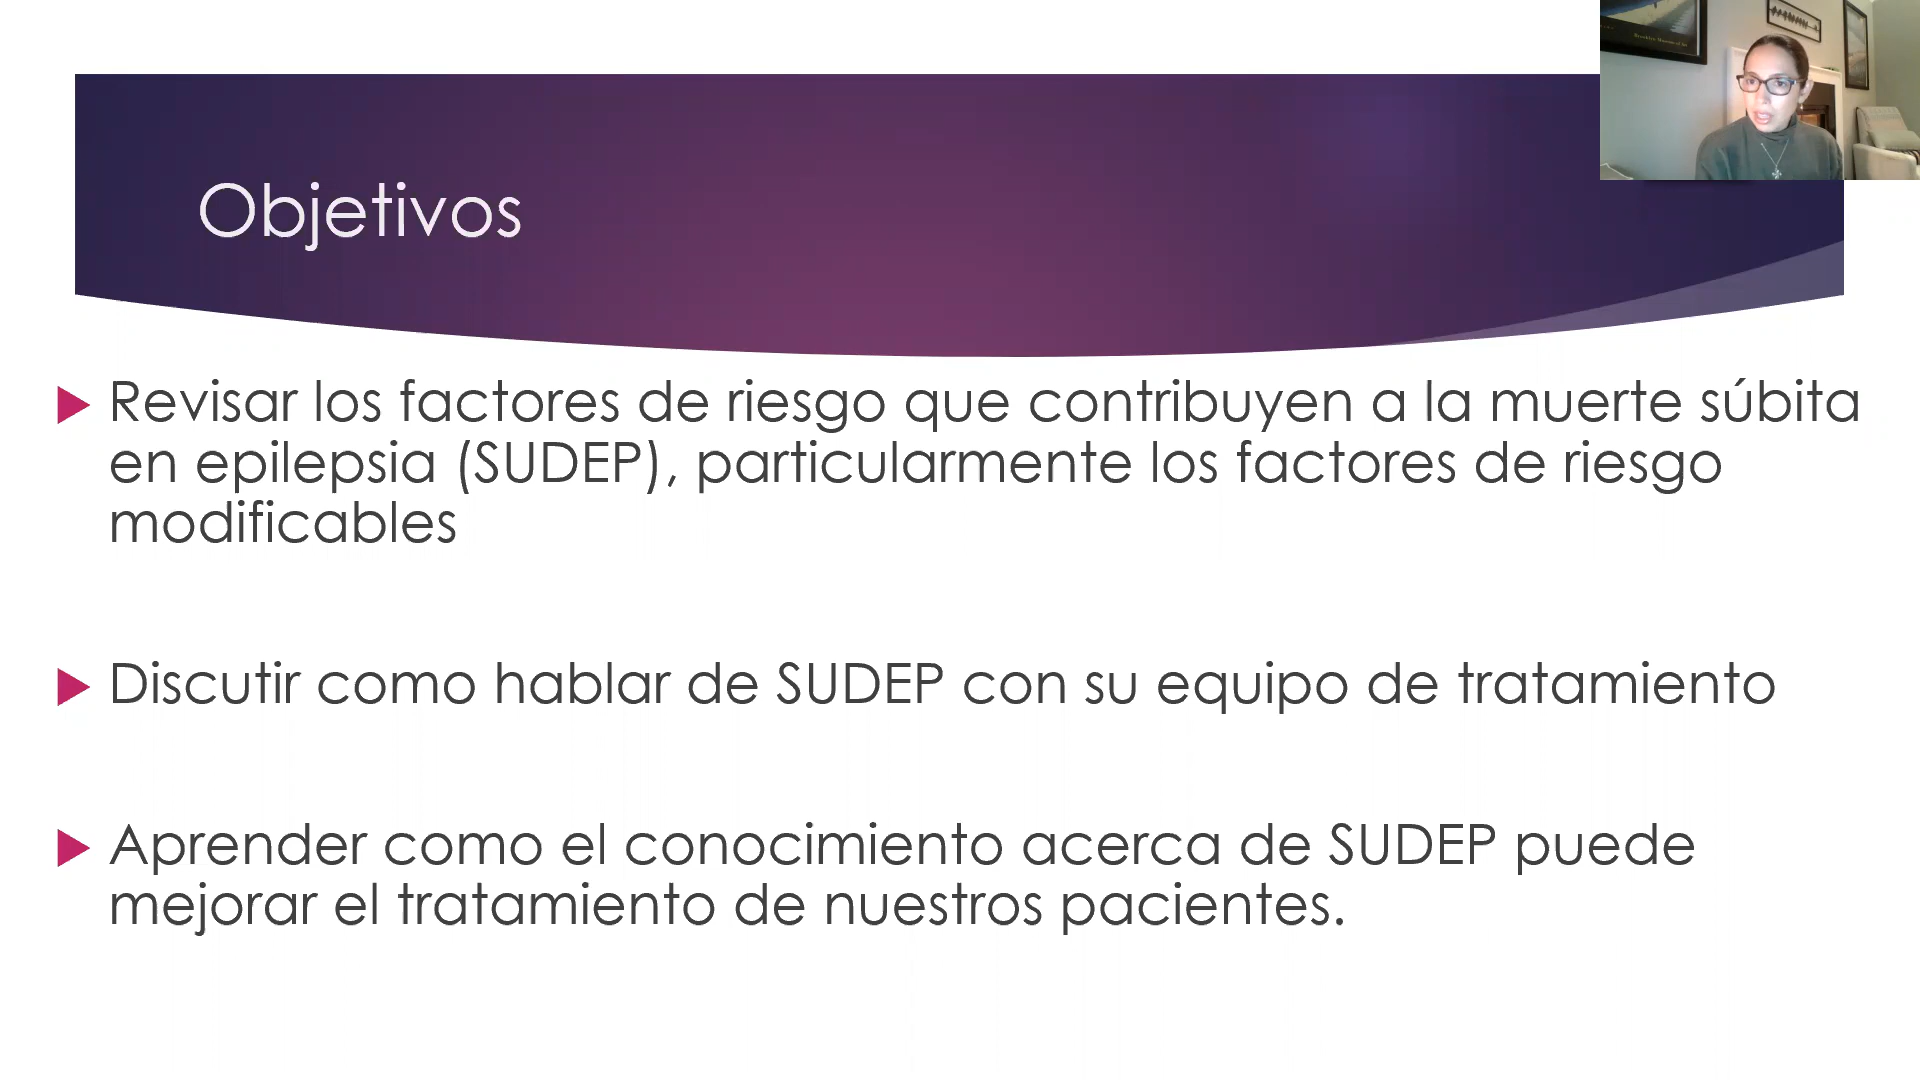 Objetivos
Revisar los factores de riesgo que contribuyen a la muerte súbita
en epilepsia (SUDEP), particularmente los factores de riesgo
modificables
Discutir como hablar de SUDEP con su equipo de tratamiento
Aprender como el conocimiento acerca de SUDEP puede
mejorar el tratamiento de nuestros pacientes.